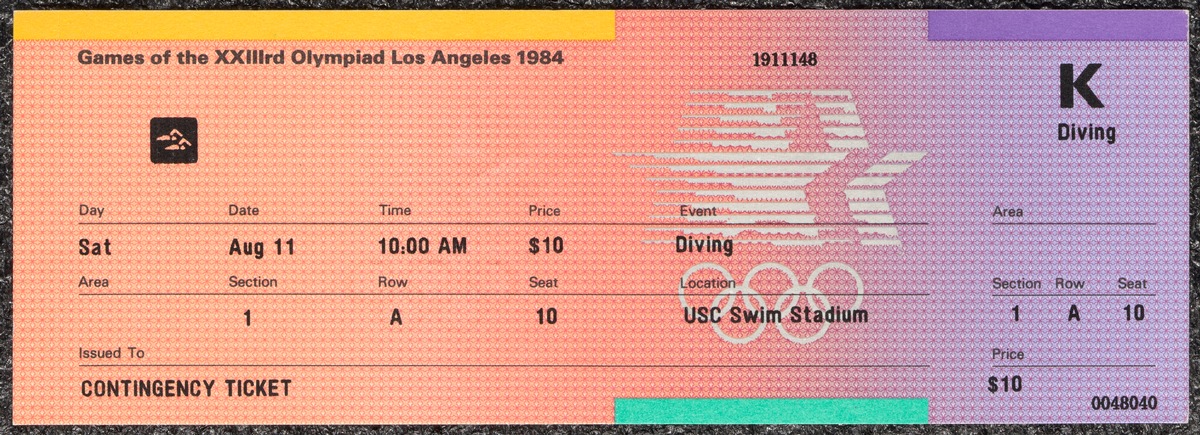 Games of the XXIIIrd Olympiad Los Angeles 1984
1911148
K
Diving
Day Date Time Price Event
Sat Aug 11 10:00 AM $10 Diving
Area Section Row Seat Location
1 A 10 USC Swim Stadium
Issued To
CONTINGENCY TICKET
Area
Section Row Seat
1 A 10
Price
$10
0048040